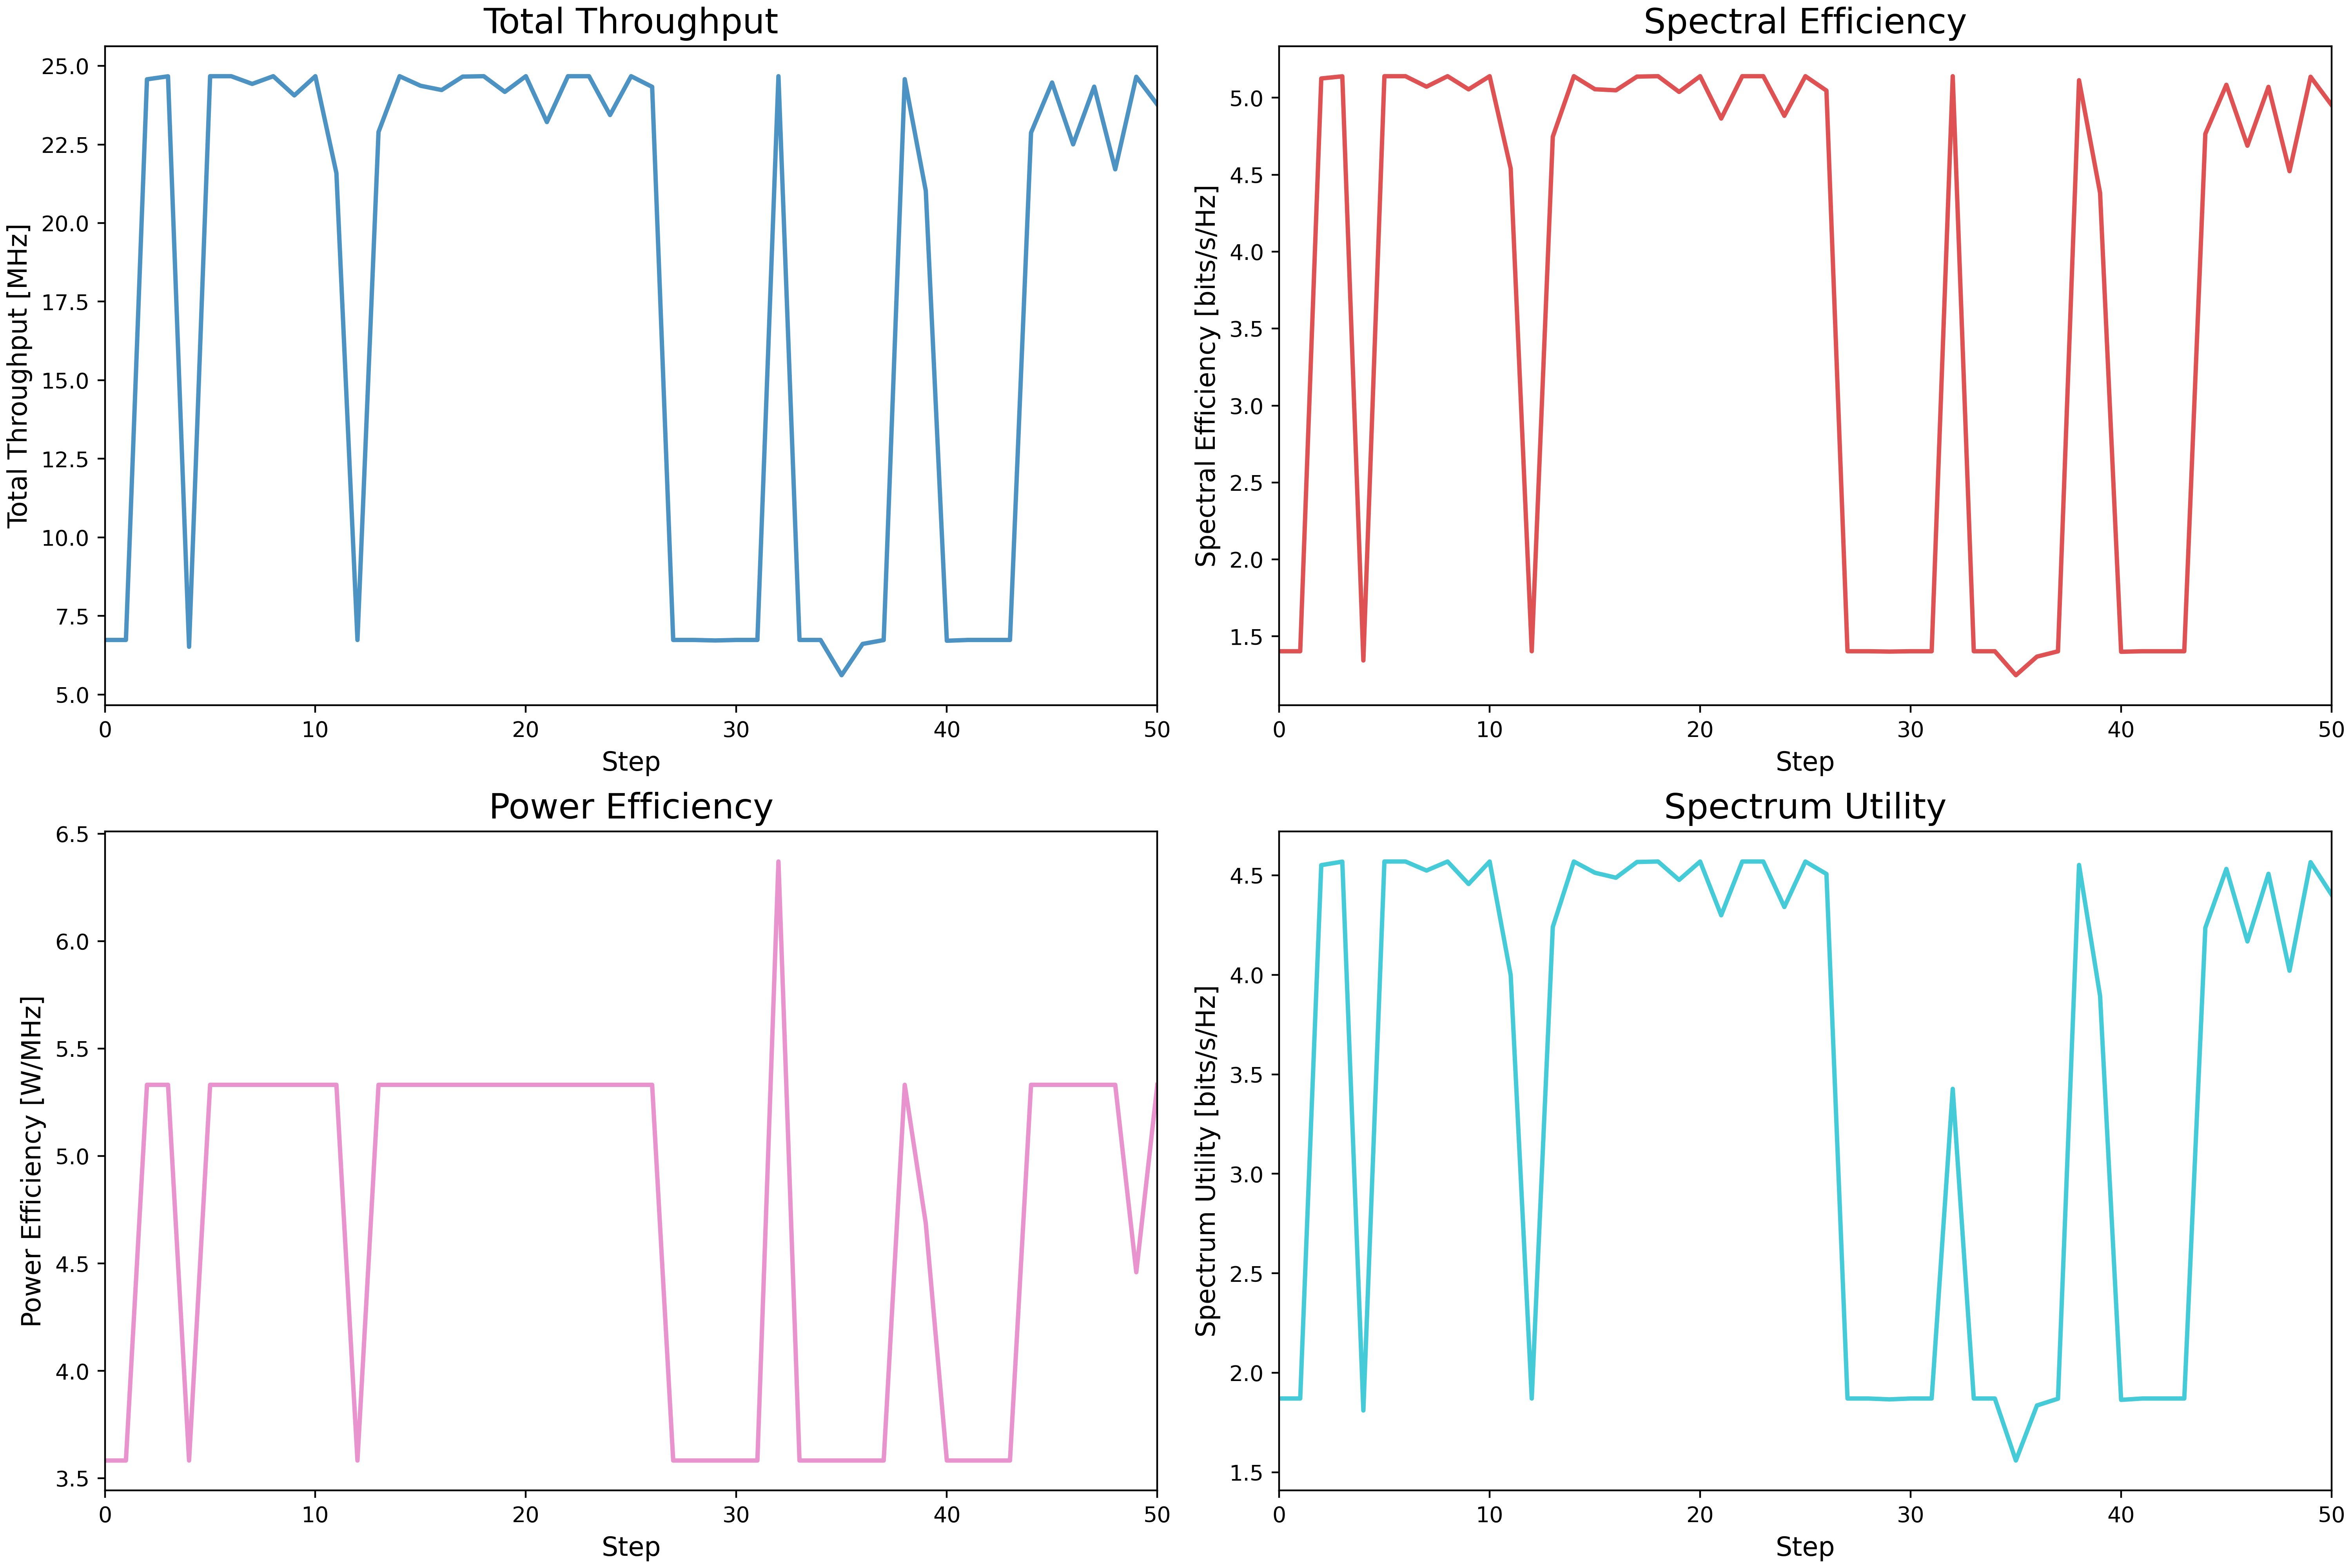 Total Throughput
Total Throughput [MHz]
25.0
22.5
20.0
17.5
15.0
12.5
10.0
7.5
5.0
0 10 20 30 40 50
Step
Spectral Efficiency
Spectral Efficiency [bits/s/Hz]
5.0
4.5
4.0
3.5
3.0
2.5
2.0
1.5
0 10 20 30 40 50
Step
Power Efficiency
Power Efficiency [W/MHz]
6.5
6.0
5.5
5.0
4.5
4.0
3.5
0 10 20 30 40 50
Step
Spectrum Utility
Spectrum Utility [bits/s/Hz]
4.5
4.0
3.5
3.0
2.5
2.0
1.5
0 10 20 30 40 50
Step